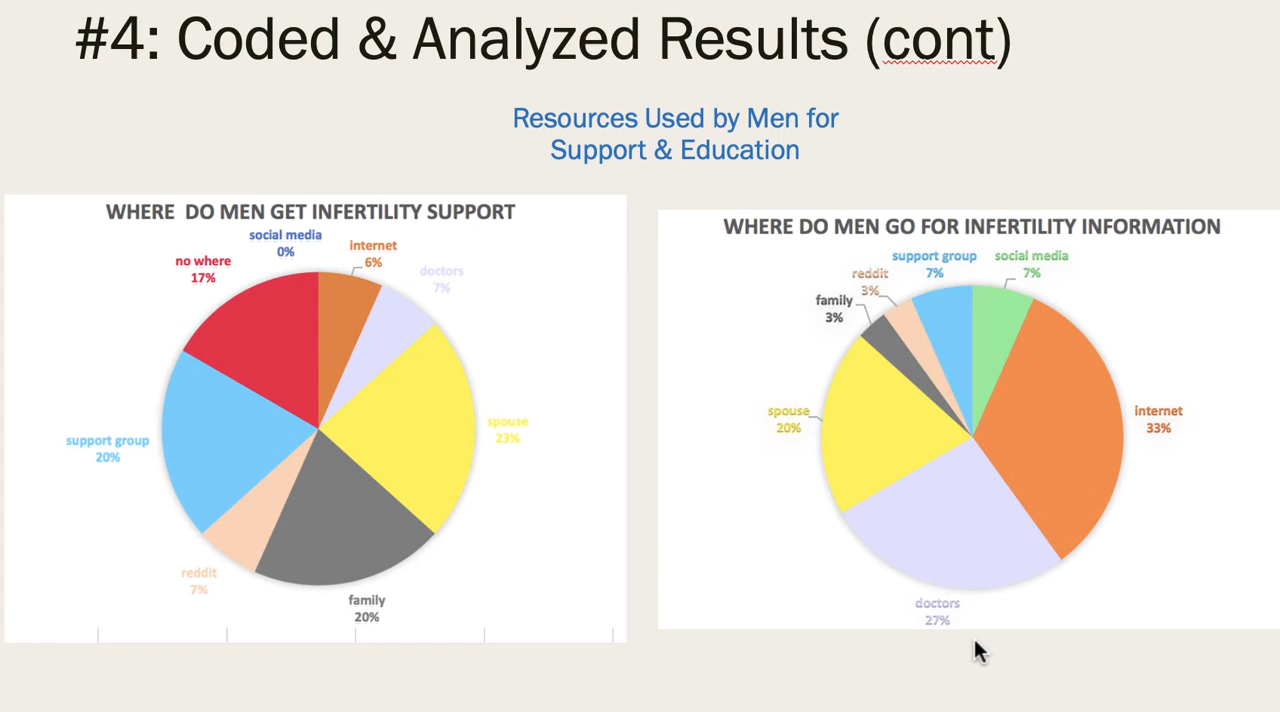 #4: Coded & Analyzed Results (cont)
Resources Used by Men for
Support & Education
WHERE DO MEN GET INFERTILITY SUPPORT
social media
0%
internet
6%
no where
17%
doctors
7%
spouse
23%
support group
20%
reddit
7%
family
20%
WHERE DO MEN GO FOR INFERTILITY INFORMATION
support group
7%
social media
7%
reddit
3%
family
3%
spouse
20%
internet
33%
doctors
27%